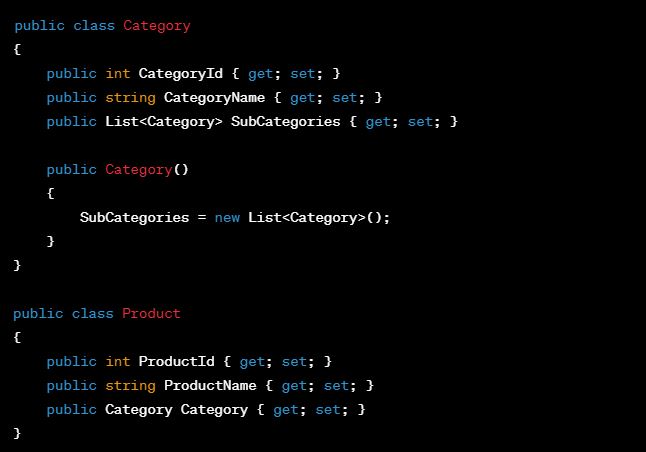 public class Category
{
    public int CategoryId { get; set; }
    public string CategoryName { get; set; }
    public List<Category> SubCategories { get; set; }

    public Category()
    {
        SubCategories = new List<Category>();
    }
}

public class Product
{
    public int ProductId { get; set; }
    public string ProductName { get; set; }
    public Category Category { get; set; }
}